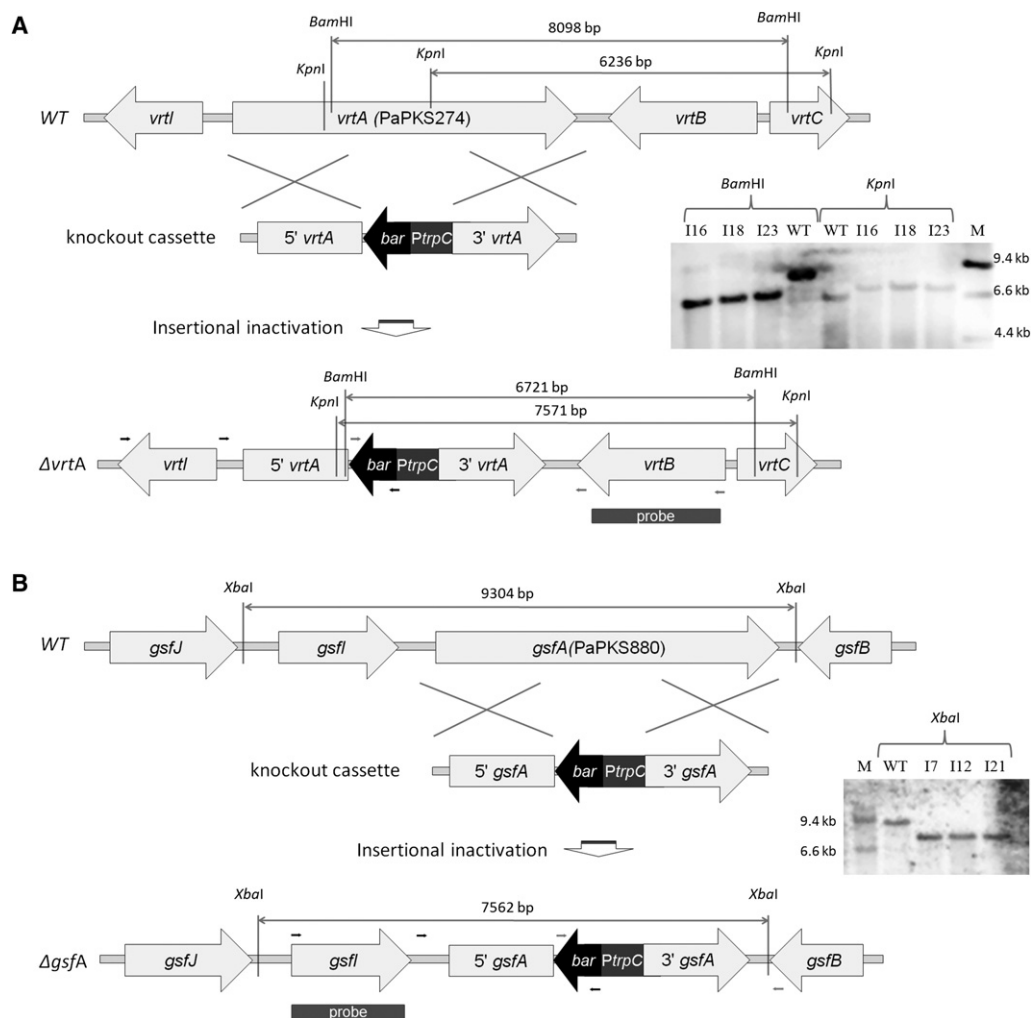 A
BamHI
BamHI
8098 bp
KpnI
KpnI
KpnI
6236 bp
WT
vrtI
vrtA (PaPKS274)
vrtB
vrtC
knockout cassette
5' vrtA
bar
PtrpC
3' vrtA
BamHI
KpnI
I16 I18 I23 WT WT I16 I18 I23 M
9.4 kb
6.6 kb
4.4 kb
Insertional inactivation
BamHI
BamHI
6721 bp
KpnI
KpnI
7571 bp
ΔvrtA
vrtI
5' vrtA
bar
PtrpC
3' vrtA
vrtB
vrtC
probe
B
XbaI
XbaI
9304 bp
WT
gsfJ
gsfI
gsfA(PaPKS880)
gsfB
knockout cassette
5' gsfA
bar
PtrpC
3' gsfA
XbaI
M WT I7 I12 I21
9.4 kb
6.6 kb
Insertional inactivation
XbaI
XbaI
7562 bp
ΔgsfA
gsfJ
gsfI
5' gsfA
bar
PtrpC
3' gsfA
gsfB
probe